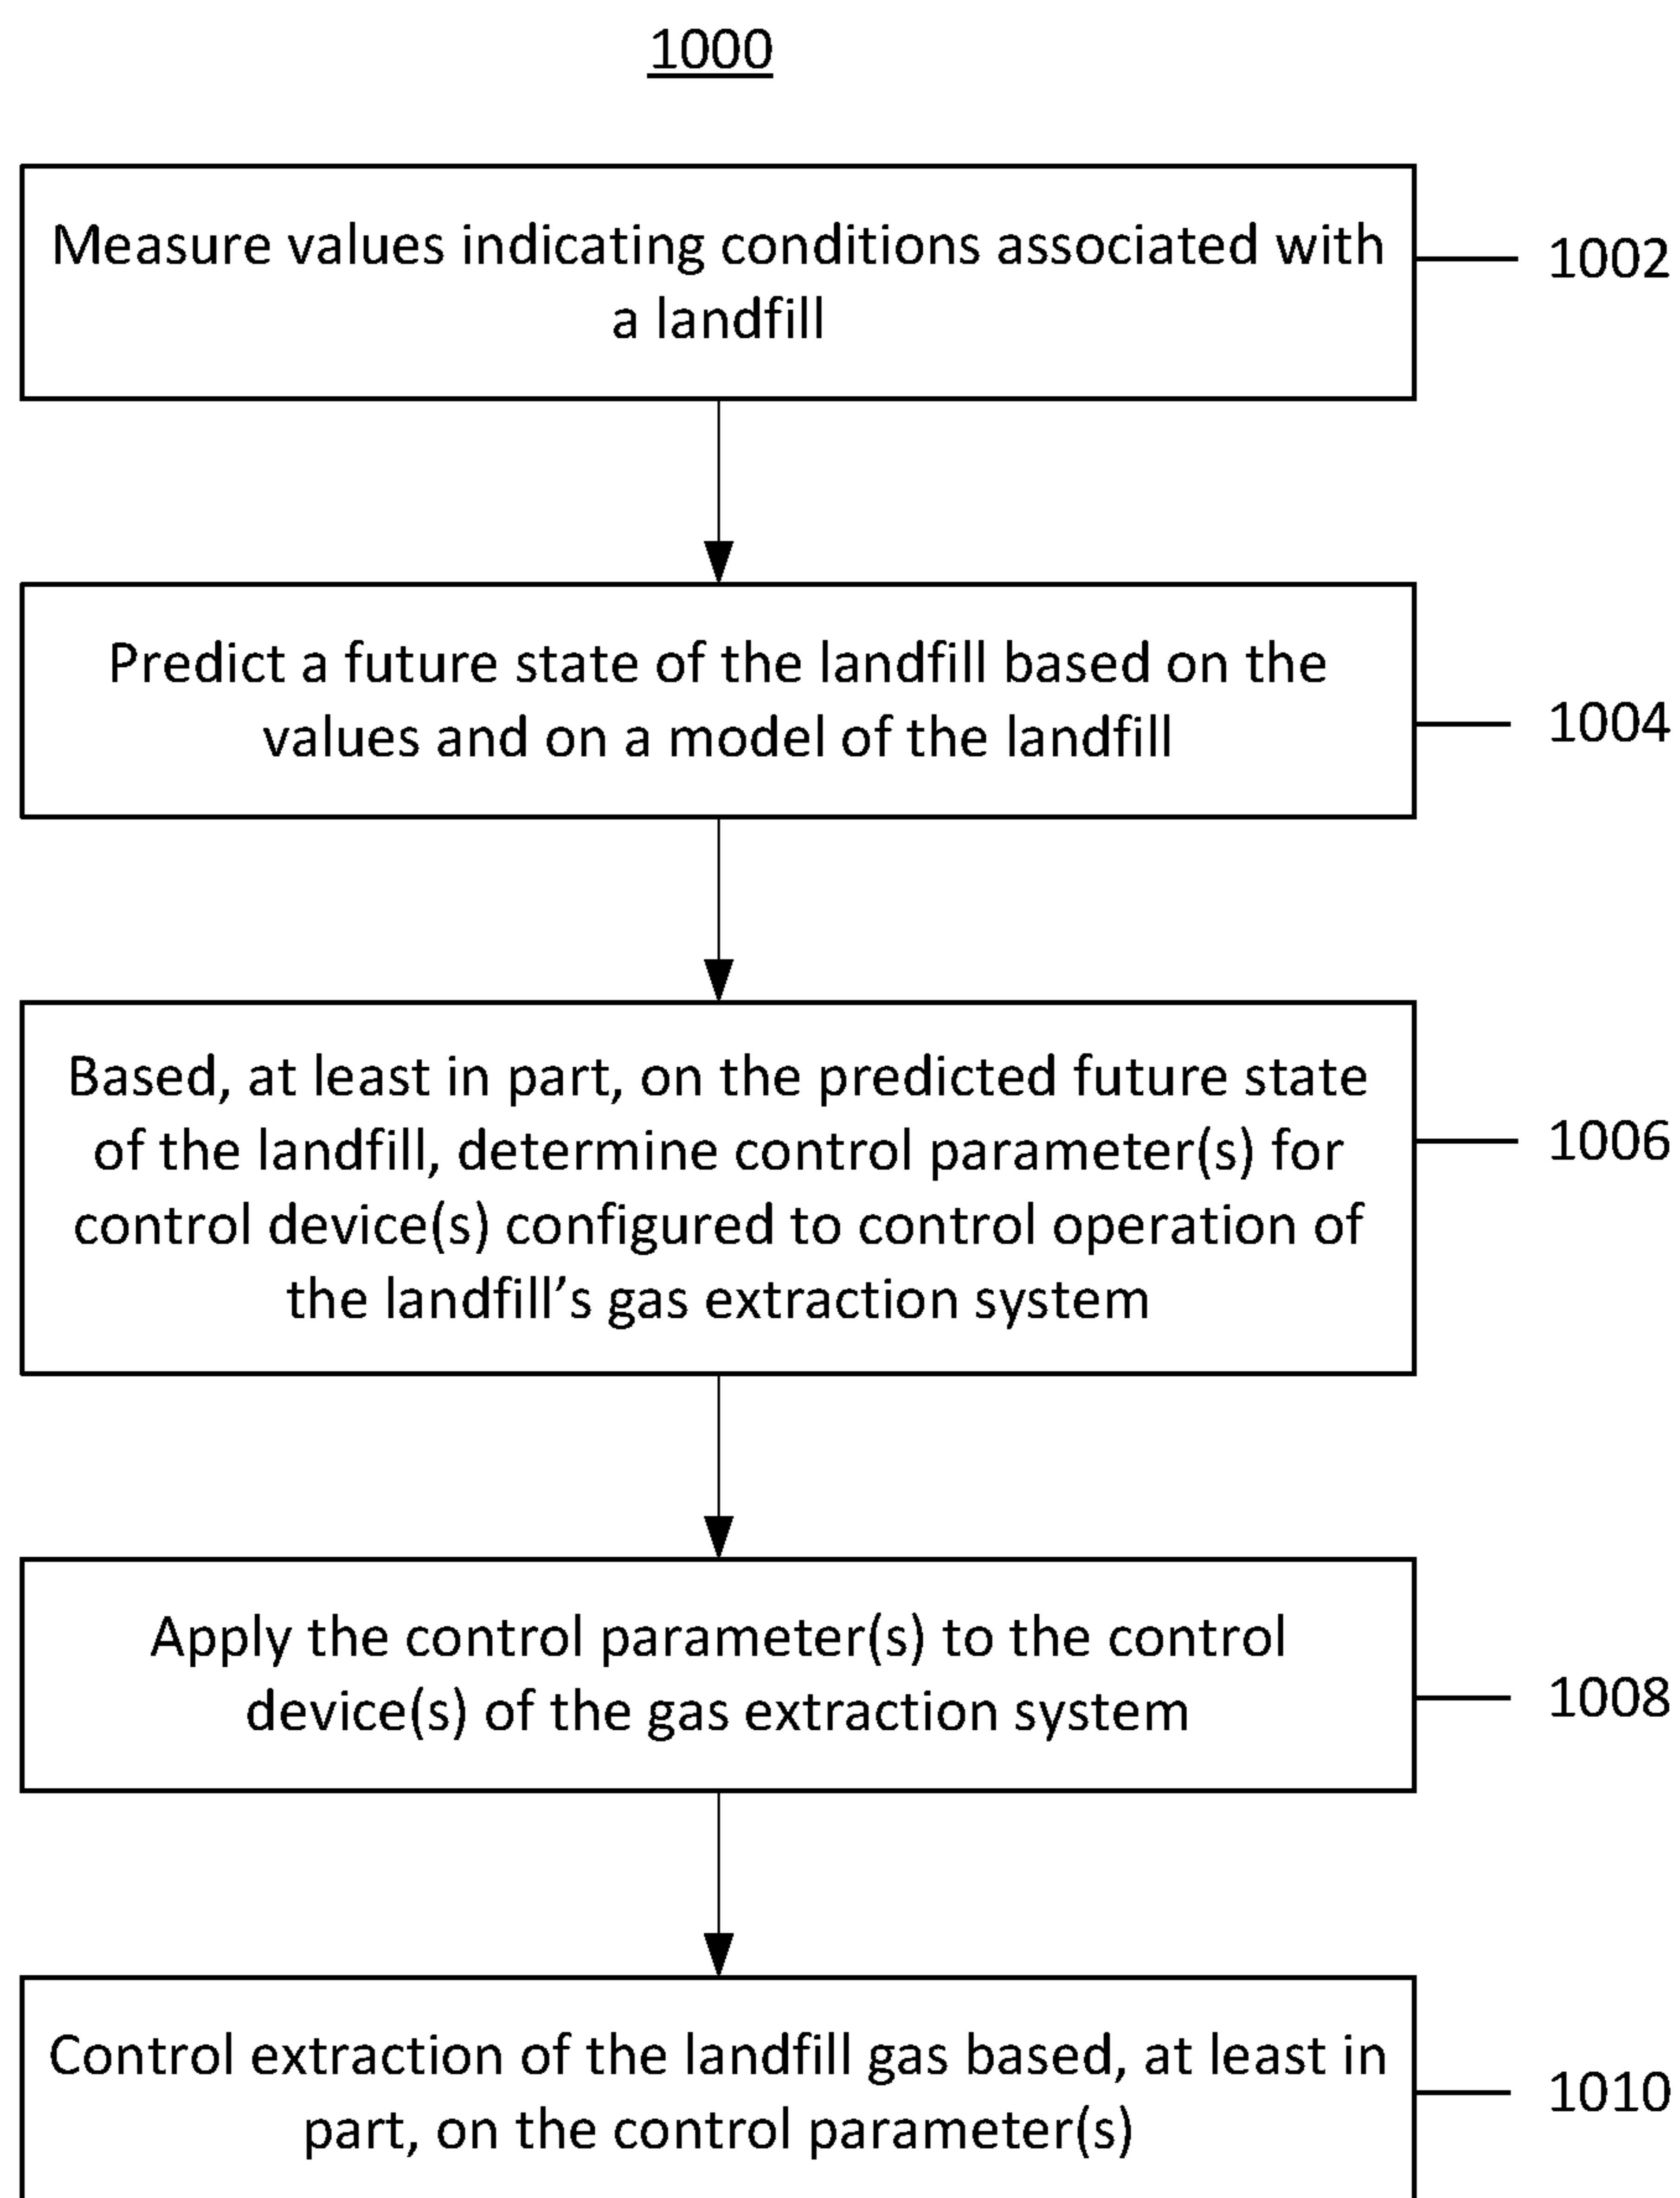 1000
Measure values indicating conditions associated with
a landfill
1002
Predict a future state of the landfill based on the
values and on a model of the landfill
1004
Based, at least in part, on the predicted future state
of the landfill, determine control parameter(s) for
control device(s) configured to control operation of
the landfill’s gas extraction system
1006
Apply the control parameter(s) to the control
device(s) of the gas extraction system
1008
Control extraction of the landfill gas based, at least in
part, on the control parameter(s)
1010